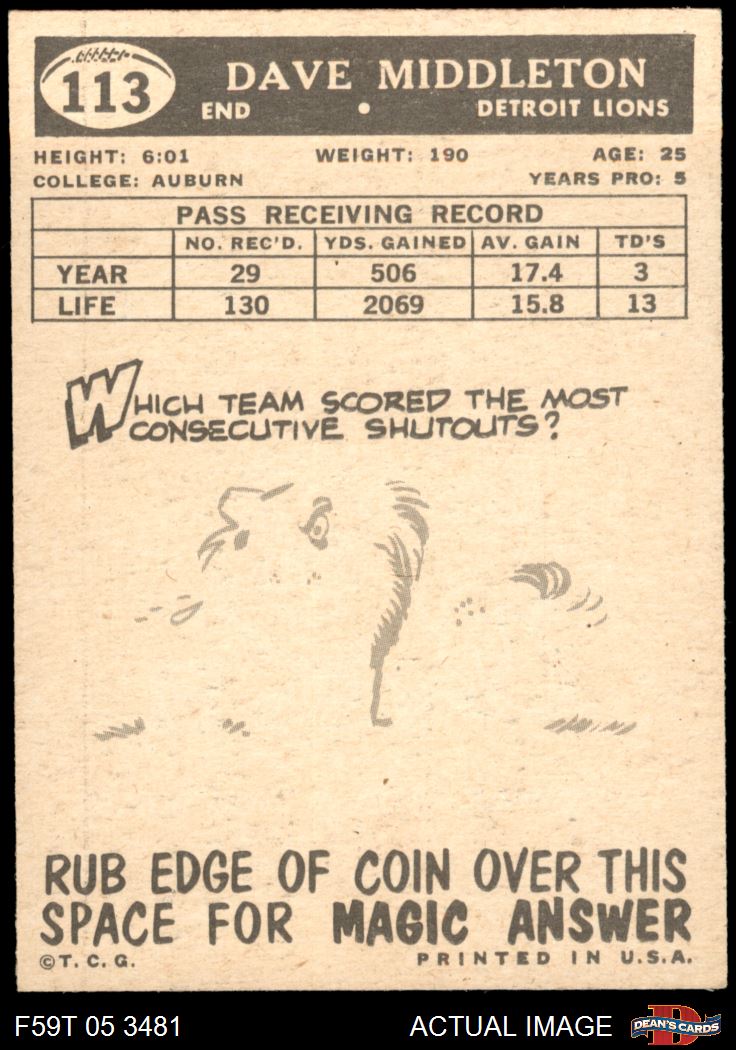 113
DAVE MIDDLETON
END • DETROIT LIONS
HEIGHT: 6:01 WEIGHT: 190 AGE: 25
COLLEGE: AUBURN YEARS PRO: 5
PASS RECEIVING RECORD
NO. REC'D. YDS. GAINED AV. GAIN TD'S
YEAR 29 506 17.4 3
LIFE 130 2069 15.8 13
WHICH TEAM SCORED THE MOST
CONSECUTIVE SHUTOUTS?
RUB EDGE OF COIN OVER THIS
SPACE FOR MAGIC ANSWER
©T. C. G. PRINTED IN U.S.A.
F59T 05 3481 ACTUAL IMAGE D DEAN'S CARDS